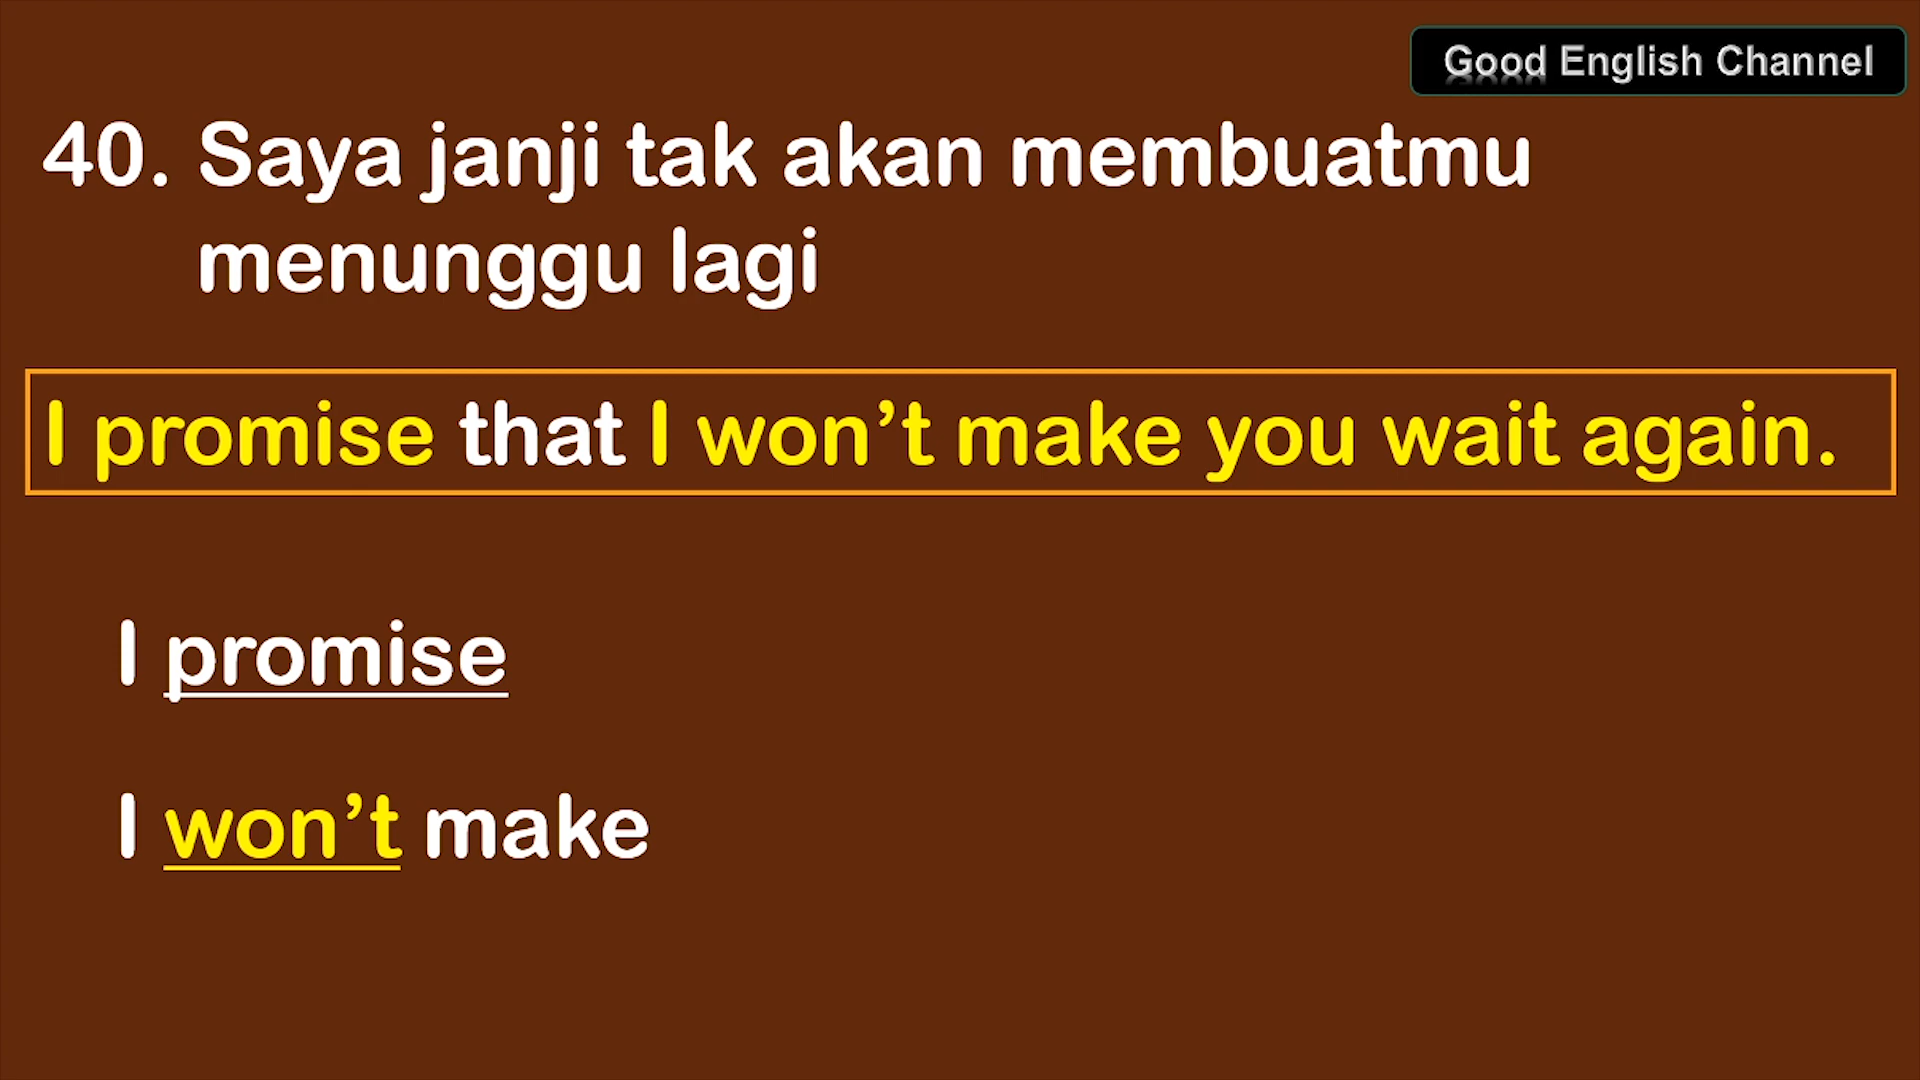 Good English Channel
40. Saya janji tak akan membuatmu
menunggu lagi
I promise that I won’t make you wait again.
I promise
I won’t make